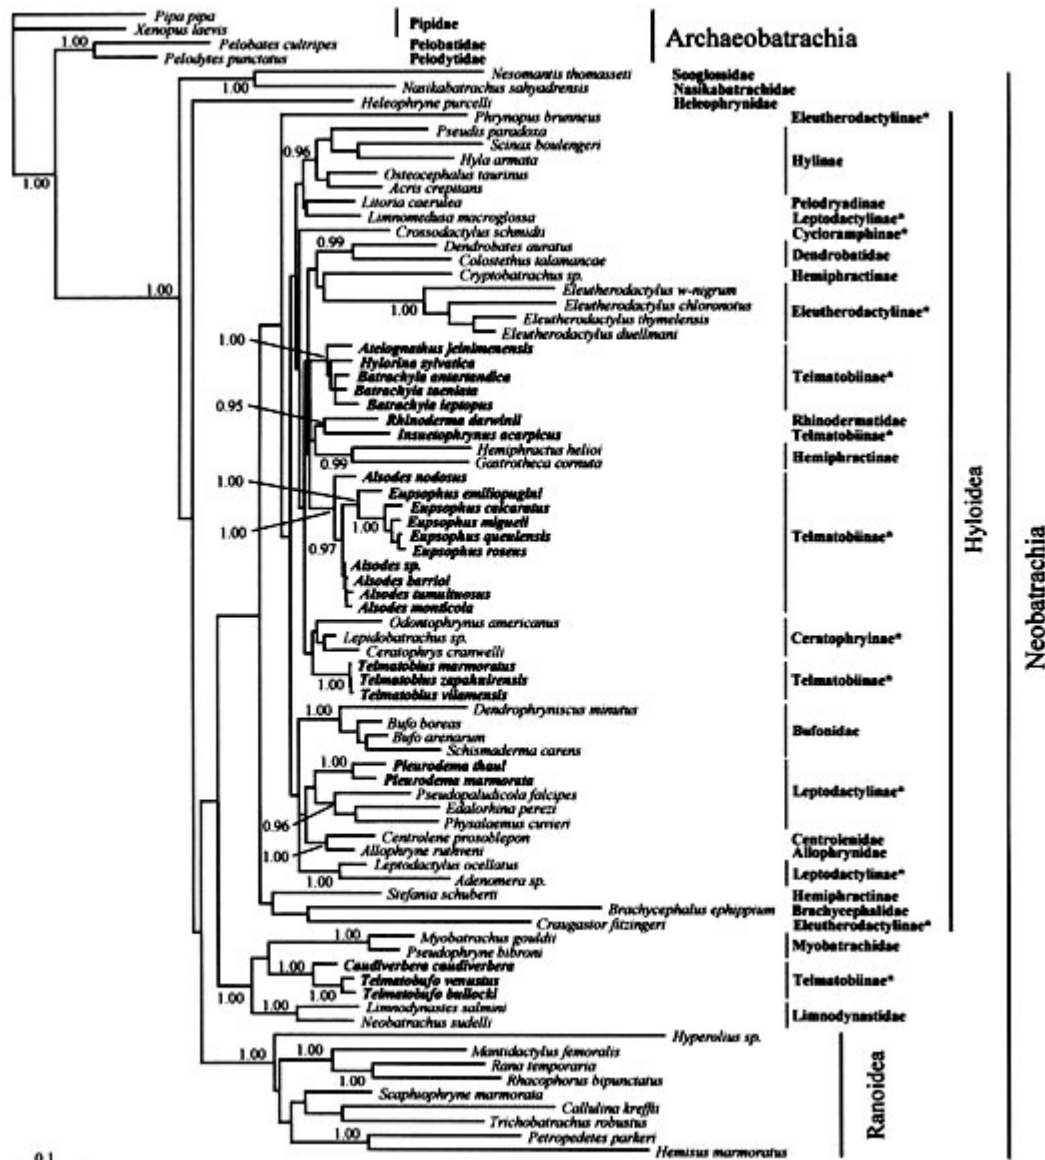 Pipa pipa
Xenopus laevis
Pipidae
1.00
Pelobates cultripes
Pelobatidae
Pelodytes punctatus
Pelodytidae
Archaeobatrachia
Nesomantis thomasseti
Sooglossidae
1.00
Nasikabatrachus sahyadrensis
Nasikabatrachidae
Heleophryne purcelli
Heleophrynidae
Phrynopus brunneus
Eleutherodactylinae*
Pseudis paradoxa
0.96
Scinax boulengeri
Hyla armata
Hylinae
Osteocephalus taurinus
1.00
Acris crepitans
Litoria caerulea
Pelodryadinae
Limnomedusa macroglossa
Leptodactylinae*
Crossodactylus schmidti
Cycloramphinae*
0.99
Dendrobates auratus
Colostethus talamancae
Dendrobatidae
Cryptobatrachus sp.
Hemiphractinae
1.00
Eleutherodactylus w-nigrum
1.00
Eleutherodactylus chloronotus
Eleutherodactylus thymelensis
Eleutherodactylus duellmani
Eleutherodactylinae*
1.00
Atelognathus jeinimenensis
Hylorina sylvatica
Batrachyla antartandica
Batrachyla taeniata
Batrachyla leptopus
Telmatobiinae*
0.95
Rhinoderma darwinii
Rhinodermatidae
Insuetophrynus acarpicus
Telmatobiinae*
Hemiphractus helioi
0.99
Gastrotheca cornuta
Hemiphractinae
Alsodes nodosus
1.00
Eupsophus emiliopugini
Eupsophus calcaratus
1.00
Eupsophus migueli
1.00
Eupsophus queulensis
0.97
Eupsophus roseus
Telmatobiinae*
Alsodes sp.
Alsodes barrioi
Alsodes tumultuosus
Alsodes monticola
Odontophrynus americanus
Lepidobatrachus sp.
Ceratophrys cranwelli
Ceratophryinae*
Telmatobius marmoratus
1.00
Telmatobius zapahuirensis
Telmatobius vilamensis
Telmatobiinae*
1.00
Dendrophryniscus minutus
Bufo boreas
Bufo arenarum
Schismaderma carens
Bufonidae
1.00
Pleurodema thaul
Pleurodema marmorata
Pseudopaludicola falcipes
Edalorhina perezi
0.96
Physalaemus cuvieri
Leptodactylinae*
Centrolene prosoblepon
Centrolenidae
1.00
Allophryne ruthveni
Allophrynidae
Leptodactylus ocellatus
1.00
Adenomera sp.
Leptodactylinae*
Stefania schuberti
Hemiphractinae
Brachycephalus ephippium
Brachycephalidae
Craugastor fitzingeri
Eleutherodactylinae*
Hyloidea
Neobatrachia
1.00
Myobatrachus gouldii
Pseudophryne bibroni
Myobatrachidae
Caudiverbera caudiverbera
1.00
Telmatobufo venustus
1.00
Telmatobufo bullocki
Telmatobiinae*
1.00
1.00
Limnodynastes salmini
Neobatrachus sudelli
Limnodynastidae
Hyperolius sp.
1.00
1.00
Mantidactylus femoralis
Rana temporaria
1.00
Rhacophorus bipunctatus
Scaphiophryne marmorata
Callulina kreffti
Trichobatrachus robustus
1.00
Petropedetes parkeri
Hemisus marmoratus
Ranoidea
0.1